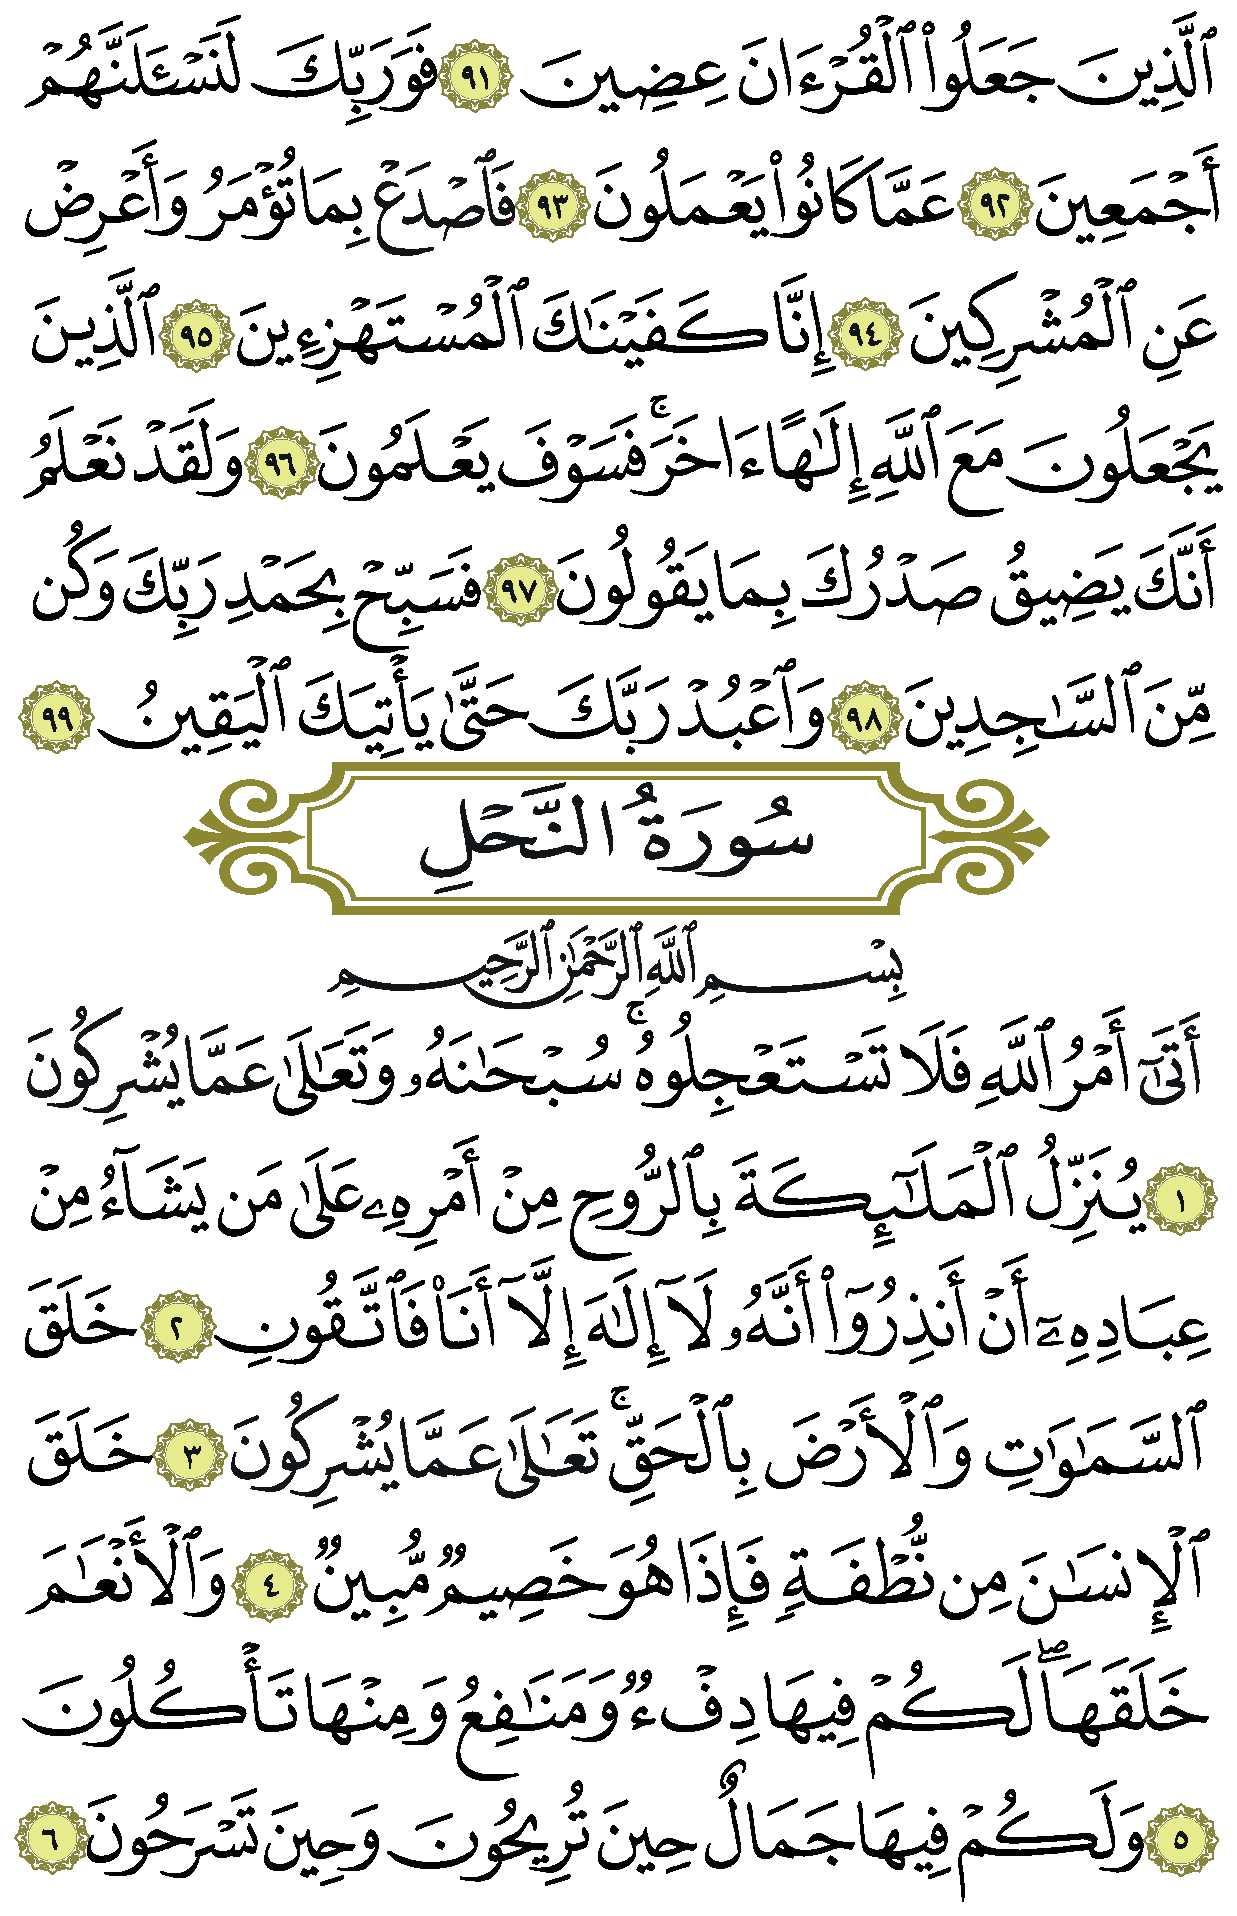 ٱلَّذِينَ جَعَلُوا۟ ٱلْقُرْءَانَ عِضِينَ ٩١ فَوَرَبِّكَ لَنَسْـَٔلَنَّهُمْ
أَجْمَعِينَ ٩٢ عَمَّا كَانُوا۟ يَعْمَلُونَ ٩٣ فَٱصْدَعْ بِمَا تُؤْمَرُ وَأَعْرِضْ
عَنِ ٱلْمُشْرِكِينَ ٩٤ إِنَّا كَفَيْنَـٰكَ ٱلْمُسْتَهْزِءِينَ ٩٥ ٱلَّذِينَ
يَجْعَلُونَ مَعَ ٱللَّهِ إِلَـٰهًا ءَاخَرَ ۚ فَسَوْفَ يَعْلَمُونَ ٩٦ وَلَقَدْ نَعْلَمُ
أَنَّكَ يَضِيقُ صَدْرُكَ بِمَا يَقُولُونَ ٩٧ فَسَبِّحْ بِحَمْدِ رَبِّكَ وَكُن
مِّنَ ٱلسَّـٰجِدِينَ ٩٨ وَٱعْبُدْ رَبَّكَ حَتَّىٰ يَأْتِيَكَ ٱلْيَقِينُ ٩٩
سُورَةُ النَّحْلِ
بِسْمِ ٱللَّهِ ٱلرَّحْمَـٰنِ ٱلرَّحِيمِ
أَتَىٰٓ أَمْرُ ٱللَّهِ فَلَا تَسْتَعْجِلُوهُ ۚ سُبْحَـٰنَهُۥ وَتَعَـٰلَىٰ عَمَّا يُشْرِكُونَ
١ يُنَزِّلُ ٱلْمَلَـٰٓئِكَةَ بِٱلرُّوحِ مِنْ أَمْرِهِۦ عَلَىٰ مَن يَشَآءُ مِنْ
عِبَادِهِۦٓ أَنْ أَنذِرُوٓا۟ أَنَّهُۥ لَآ إِلَـٰهَ إِلَّآ أَنَا۠ فَٱتَّقُونِ ٢ خَلَقَ
ٱلسَّمَـٰوَٰتِ وَٱلْأَرْضَ بِٱلْحَقِّ ۚ تَعَـٰلَىٰ عَمَّا يُشْرِكُونَ ٣ خَلَقَ
ٱلْإِنسَـٰنَ مِن نُّطْفَةٍ فَإِذَا هُوَ خَصِيمٌ مُّبِينٌ ٤ وَٱلْأَنْعَـٰمَ
خَلَقَهَا ۖ لَكُمْ فِيهَا دِفْءٌ وَمَنَـٰفِعُ وَمِنْهَا تَأْكُلُونَ
٥ وَلَكُمْ فِيهَا جَمَالٌ حِينَ تُرِيحُونَ وَحِينَ تَسْرَحُونَ ٦